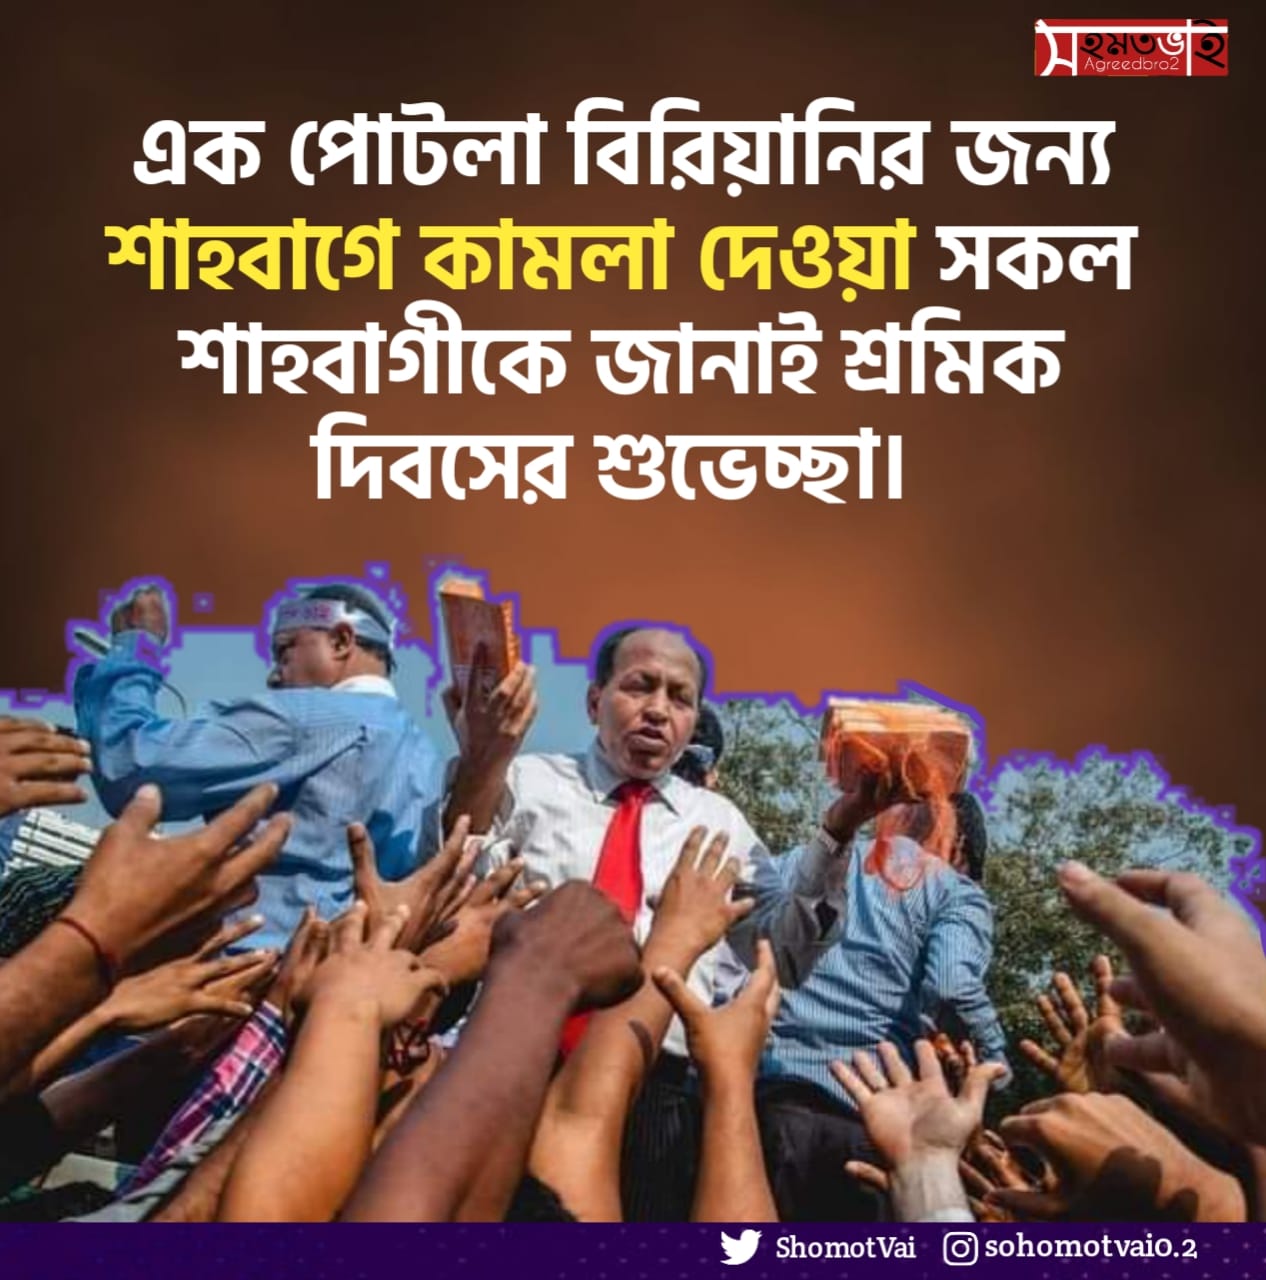 সহমতভাই
Agreedbro2
এক পোটলা বিরিয়ানির জন্য
শাহবাগে কামলা দেওয়া সকল
শাহবাগীকে জানাই শ্রমিক
দিবসের শুভেচ্ছা।
ShomotVai sohomotvai0.2